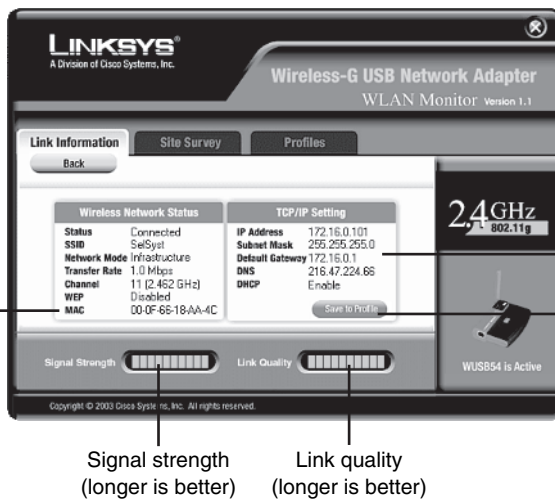 LINKSYS®
A Division of Cisco Systems, Inc.
Wireless-G USB Network Adapter
WLAN Monitor Version 1.1
Link Information
Site Survey
Profiles
Back
Wireless Network Status
Status Connected
SSID SelSyst
Network Mode Infrastructure
Transfer Rate 1.0 Mbps
Channel 11 (2.462 GHz)
WEP Disabled
MAC 00-0F-66-18-AA-4C
TCP/IP Setting
IP Address 172.16.0.101
Subnet Mask 255.255.255.0
Default Gateway 172.16.0.1
DNS 216.47.224.66
DHCP Enable
Save to Profile
2.4GHz
802.11g
WUSB54 is Active
Signal Strength
Link Quality
Copyright © 2003 Cisco Systems, Inc. All rights reserved.
Signal strength
(longer is better)
Link quality
(longer is better)